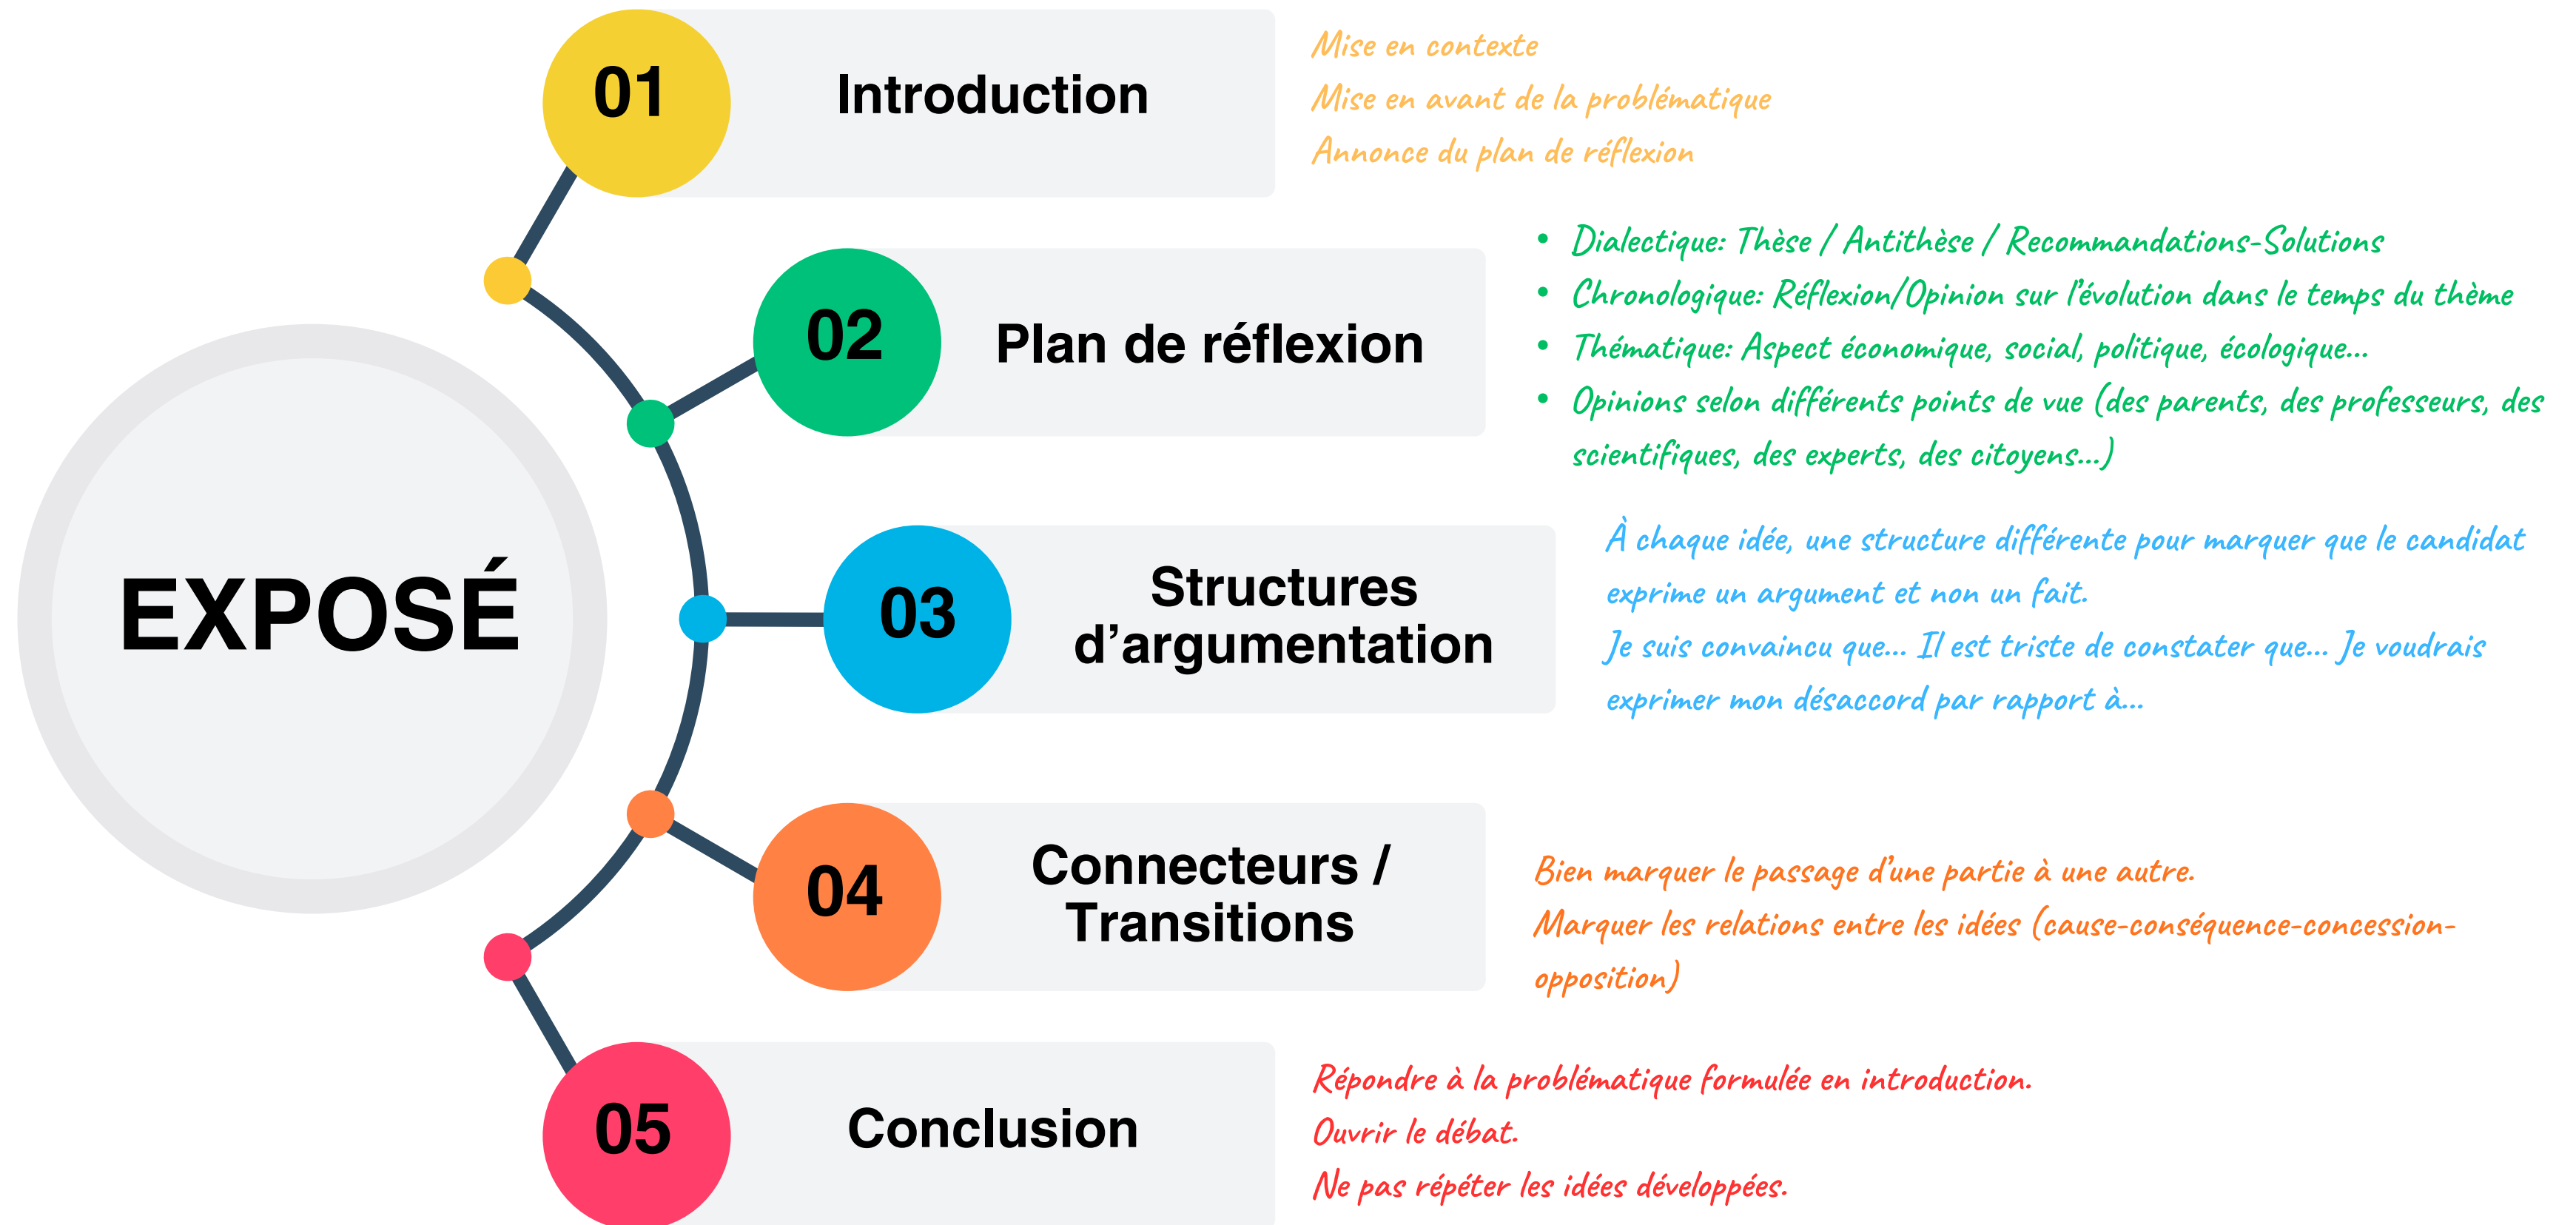 EXPOSÉ
01
Introduction
Mise en contexte
Mise en avant de la problématique
Annonce du plan de réflexion
02
Plan de réflexion
• Dialectique: Thèse / Antithèse / Recommandations-Solutions
• Chronologique: Réflexion/Opinion sur l'évolution dans le temps du thème
• Thématique: Aspect économique, social, politique, écologique...
• Opinions selon différents points de vue (des parents, des professeurs, des
scientifiques, des experts, des citoyens...)
03
Structures
d'argumentation
À chaque idée, une structure différente pour marquer que le candidat
exprime un argument et non un fait.
Je suis convaincu que... Il est triste de constater que... Je voudrais
exprimer mon désaccord par rapport à...
04
Connecteurs /
Transitions
Bien marquer le passage d'une partie à une autre.
Marquer les relations entre les idées (cause-conséquence-concession-
opposition)
05
Conclusion
Répondre à la problématique formulée en introduction.
Ouvrir le débat.
Ne pas répéter les idées développées.